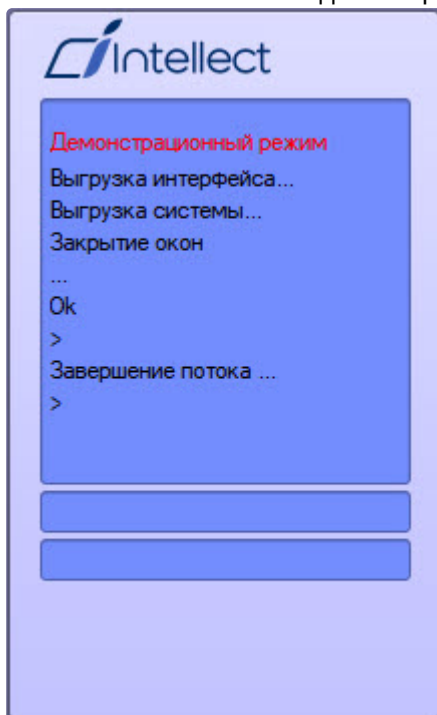 Intellect
Демонстрационный режим
Выгрузка интерфейса...
Выгрузка системы...
Закрытие окон
...
Ok
>
Завершение потока ...
>